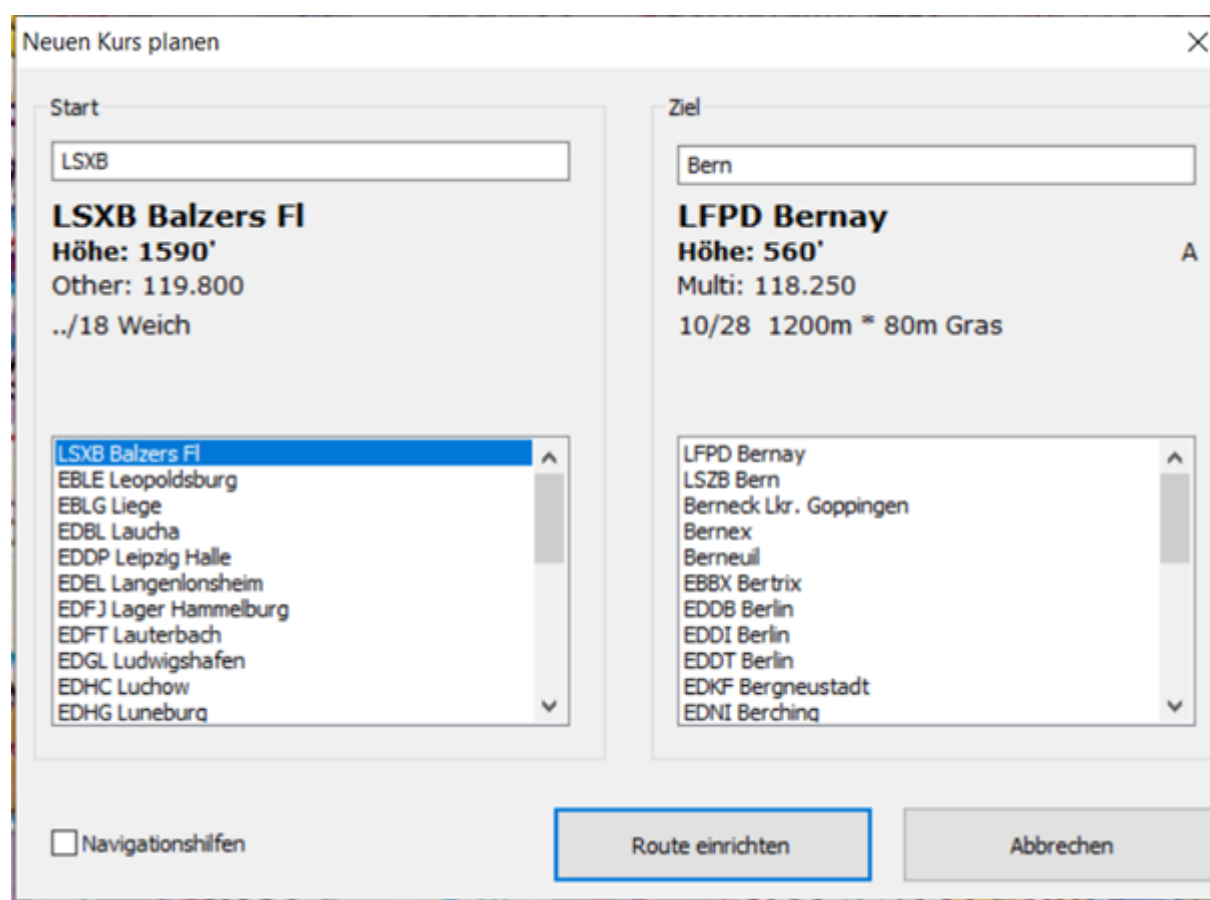 Neuen Kurs planen
Start
LSXB
LSXB Balzers Fl
Höhe: 1590'
Other: 119.800
../18 Weich
LSXB Balzers Fl
EBLE Leopoldsburg
EBLG Liege
EDBL Laucha
EDDP Leipzig Halle
EDEL Langenlonsheim
EDFJ Lager Hammelburg
EDFT Lauterbach
EDGL Ludwigshafen
EDHC Luchow
EDHG Luneburg
Ziel
Bern
LFPD Bernay
Höhe: 560' A
Multi: 118.250
10/28 1200m * 80m Gras
LFPD Bernay
LSZB Bern
Berneck Lkr. Goppingen
Bernex
Berneuil
EBBX Bertrix
EDDB Berlin
EDDI Berlin
EDDT Berlin
EDKF Bergneustadt
EDNI Berching
Navigationshilfen
Route einrichten
Abbrechen